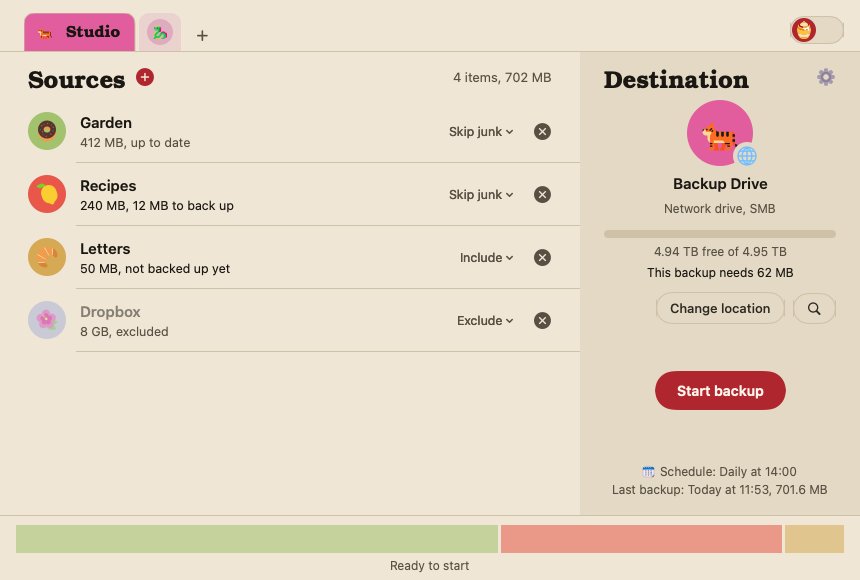 Studio
+
Sources
4 items, 702 MB
Garden
412 MB, up to date
Skip junk
Recipes
240 MB, 12 MB to back up
Skip junk
Letters
50 MB, not backed up yet
Include
Dropbox
8 GB, excluded
Exclude
Destination
Backup Drive
Network drive, SMB
4.94 TB free of 4.95 TB
This backup needs 62 MB
Change location
Start backup
Schedule: Daily at 14:00
Last backup: Today at 11:53, 701.6 MB
Ready to start